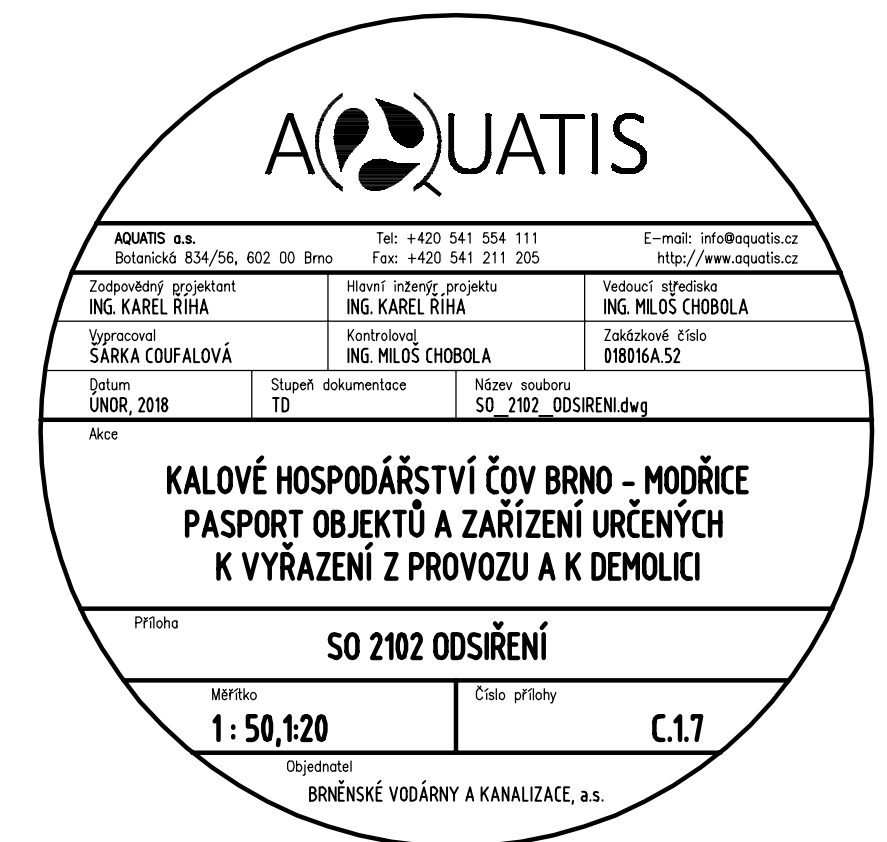 AQUATIS
AQUATIS a.s. Tel: +420 541 554 111 E-mail: info@aquatis.cz
Botanická 834/56, 602 00 Brno Fax: +420 541 211 205 http://www.aquatis.cz
Zodpovědný projektant Hlavní inženýr projektu Vedoucí střediska
ING. KAREL ŘÍHA ING. KAREL ŘÍHA ING. MILOŠ CHOBOLA
Vypracoval Kontroloval Zakázkové číslo
ŠÁRKA COUFALOVÁ ING. MILOŠ CHOBOLA 018016A.52
Datum Stupeň dokumentace Název souboru
ÚNOR, 2018 TD SO_2102_ODSIRENI.dwg
Akce
KALOVÉ HOSPODÁŘSTVÍ ČOV BRNO - MODŘICE
PASPORT OBJEKTŮ A ZAŘÍZENÍ URČENÝCH
K VYŘAZENÍ Z PROVOZU A K DEMOLICI
Příloha
SO 2102 ODSIŘENÍ
Měřítko Číslo přílohy
1 : 50,1:20 C.1.7
Objednatel
BRNĚNSKÉ VODÁRNY A KANALIZACE, a.s.